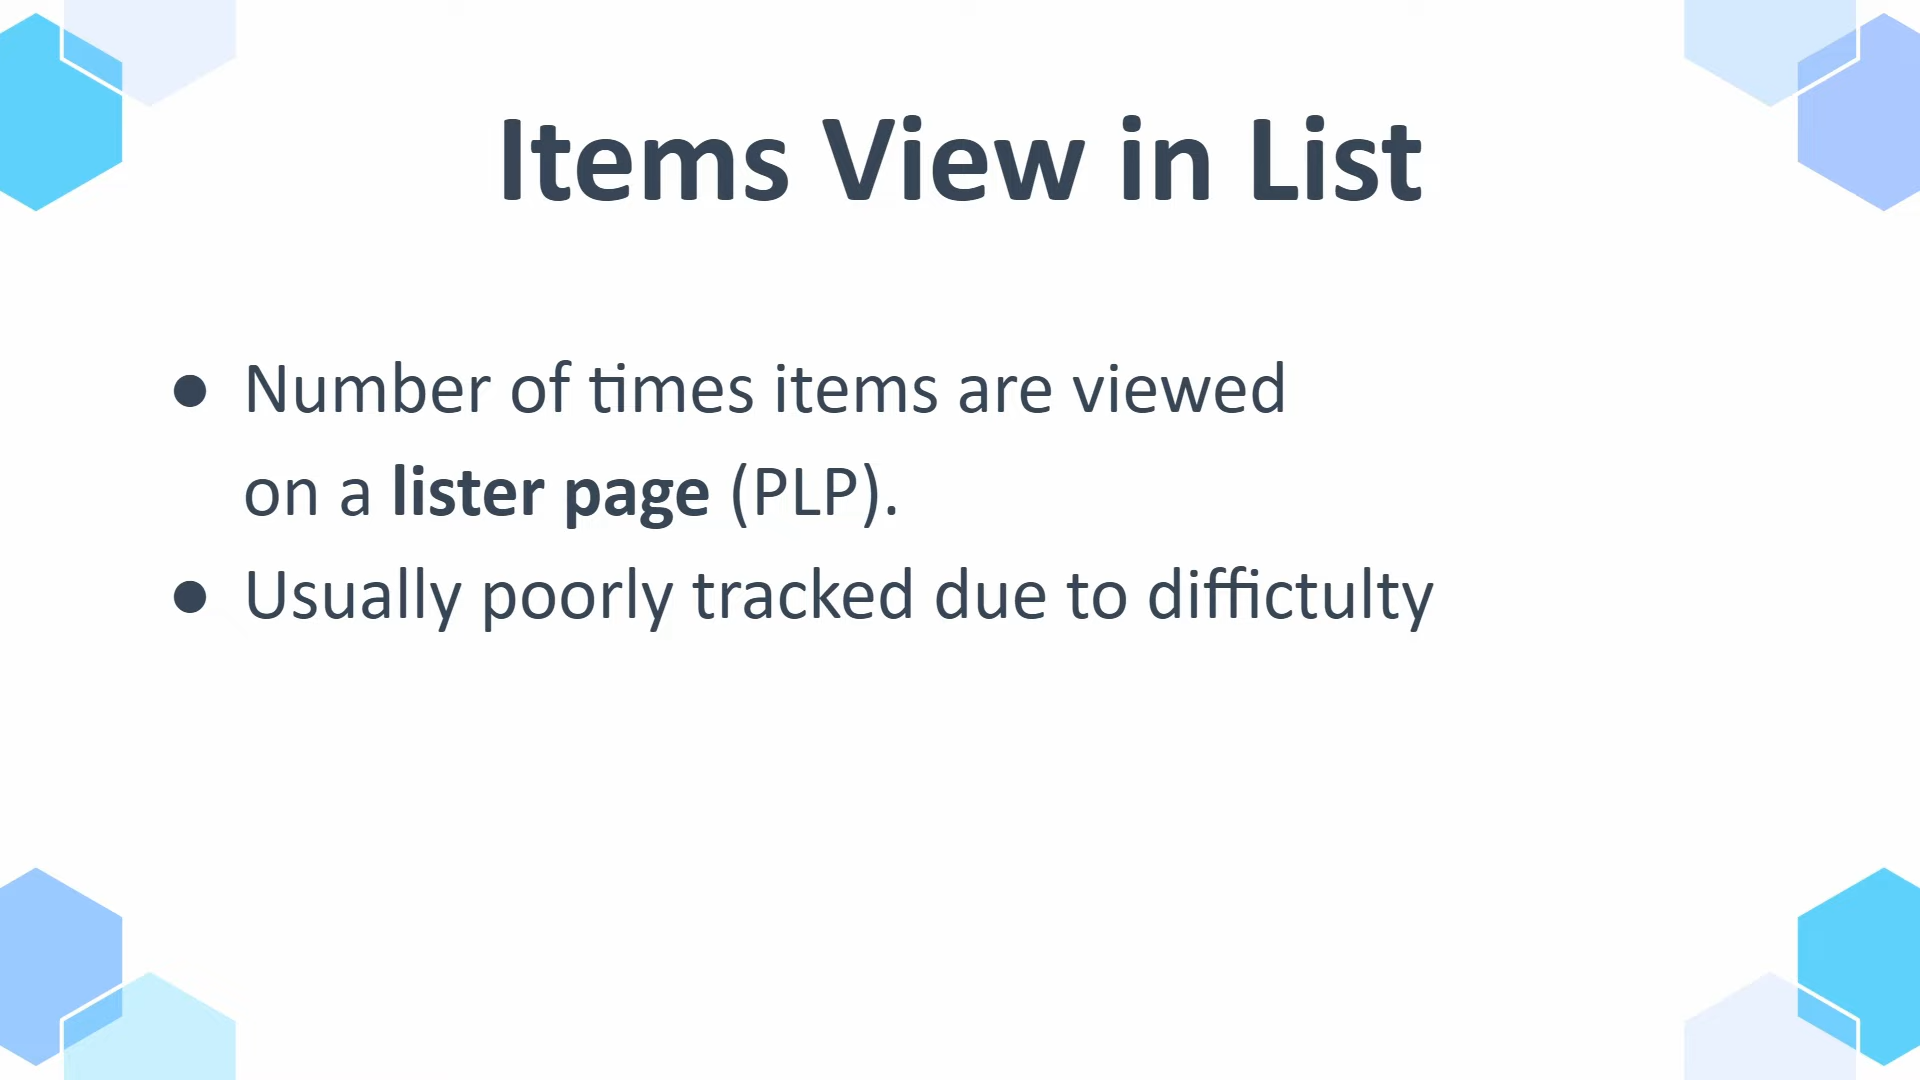 Items View in List
● Number of times items are viewed
on a lister page (PLP).
● Usually poorly tracked due to diffictulty